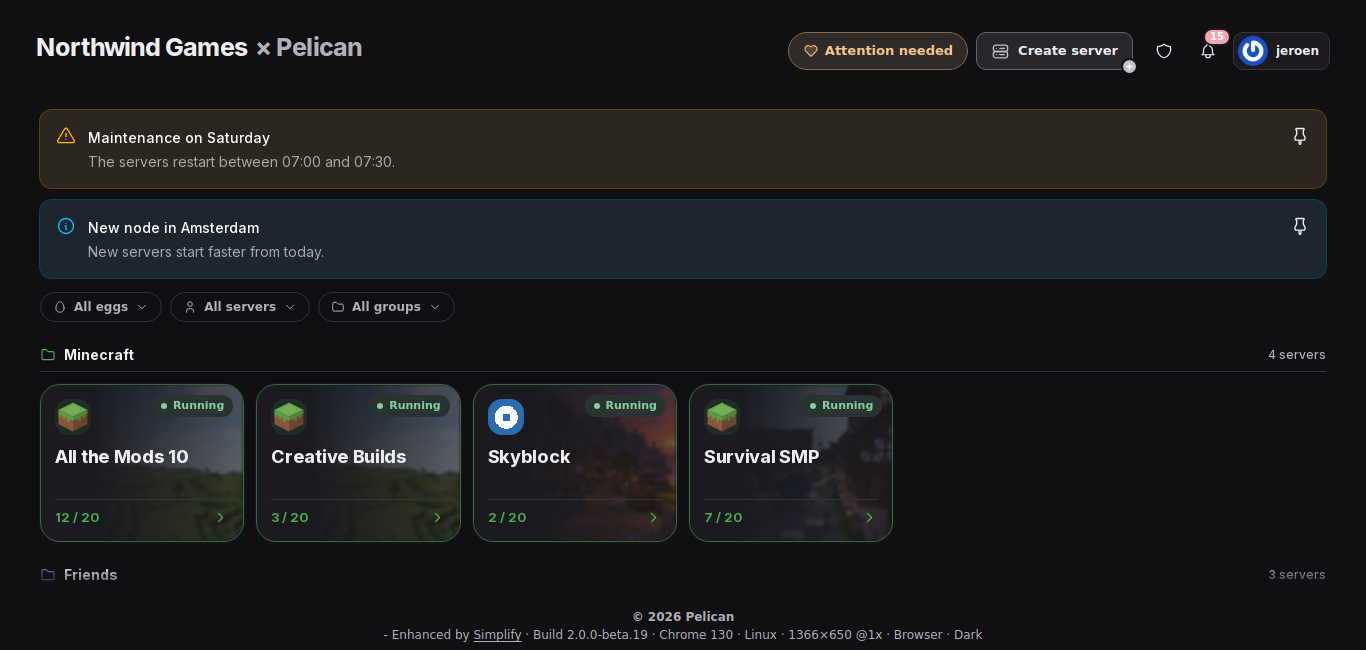 Northwind Games × Pelican
Attention needed
Create server
15
jeroen
Maintenance on Saturday
The servers restart between 07:00 and 07:30.
New node in Amsterdam
New servers start faster from today.
All eggs
All servers
All groups
Minecraft
4 servers
Running
All the Mods 10
12 / 20
Running
Creative Builds
3 / 20
Running
Skyblock
2 / 20
Running
Survival SMP
7 / 20
Friends
3 servers
© 2026 Pelican
- Enhanced by Simplify · Build 2.0.0-beta.19 · Chrome 130 · Linux · 1366×650 @1x · Browser · Dark